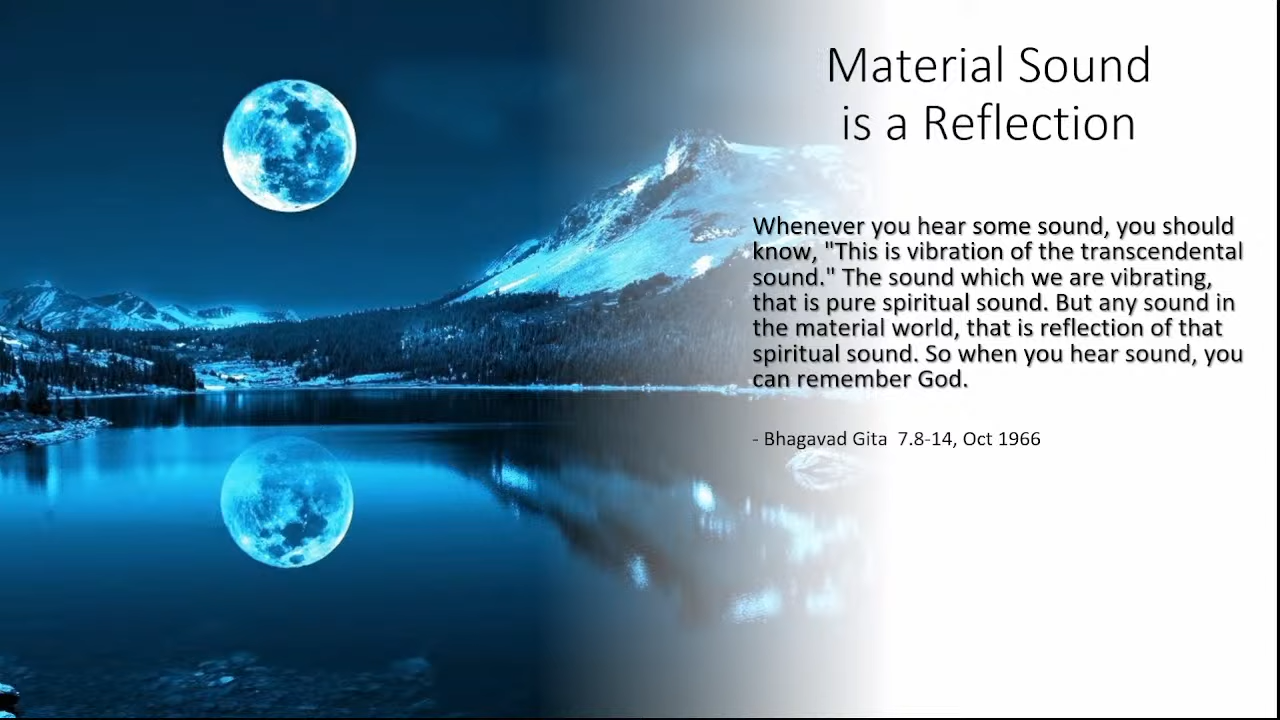 Material Sound
is a Reflection
Whenever you hear some sound, you should
know, "This is vibration of the transcendental
sound." The sound which we are vibrating,
that is pure spiritual sound. But any sound in
the material world, that is reflection of that
spiritual sound. So when you hear sound, you
can remember God.
- Bhagavad Gita  7.8-14, Oct 1966